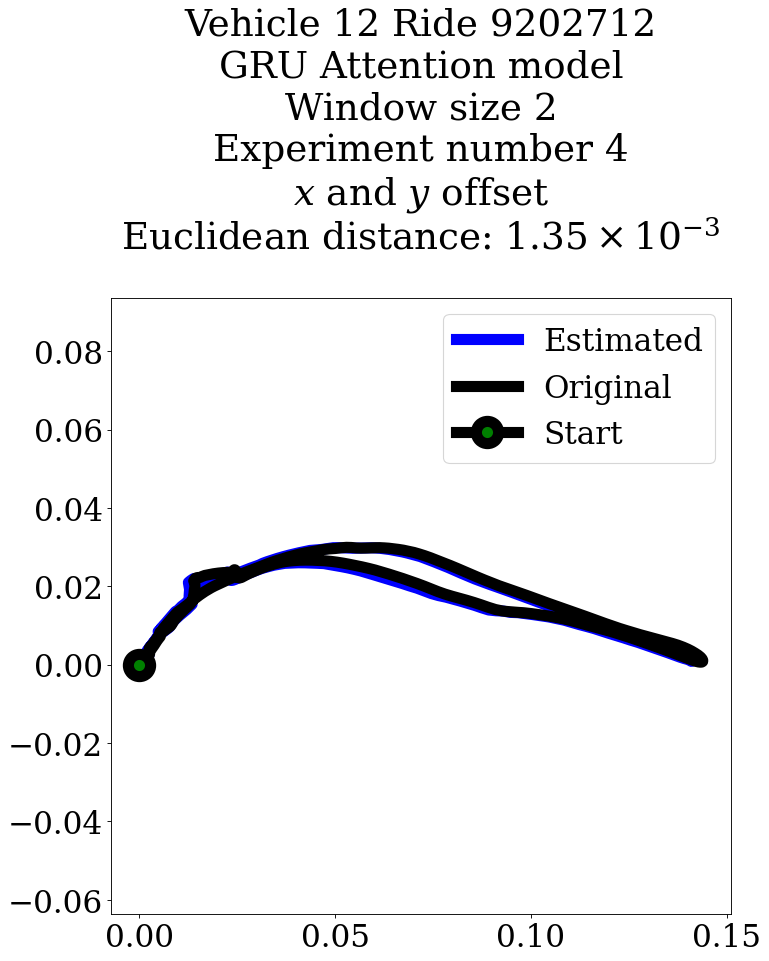 Vehicle 12 Ride 9202712
GRU Attention model
Window size 2
Experiment number 4
x and y offset
Euclidean distance: 1.35 × 10⁻³
Estimated
Original
Start
0.08
0.06
0.04
0.02
0.00
−0.02
−0.04
−0.06
0.00 0.05 0.10 0.15